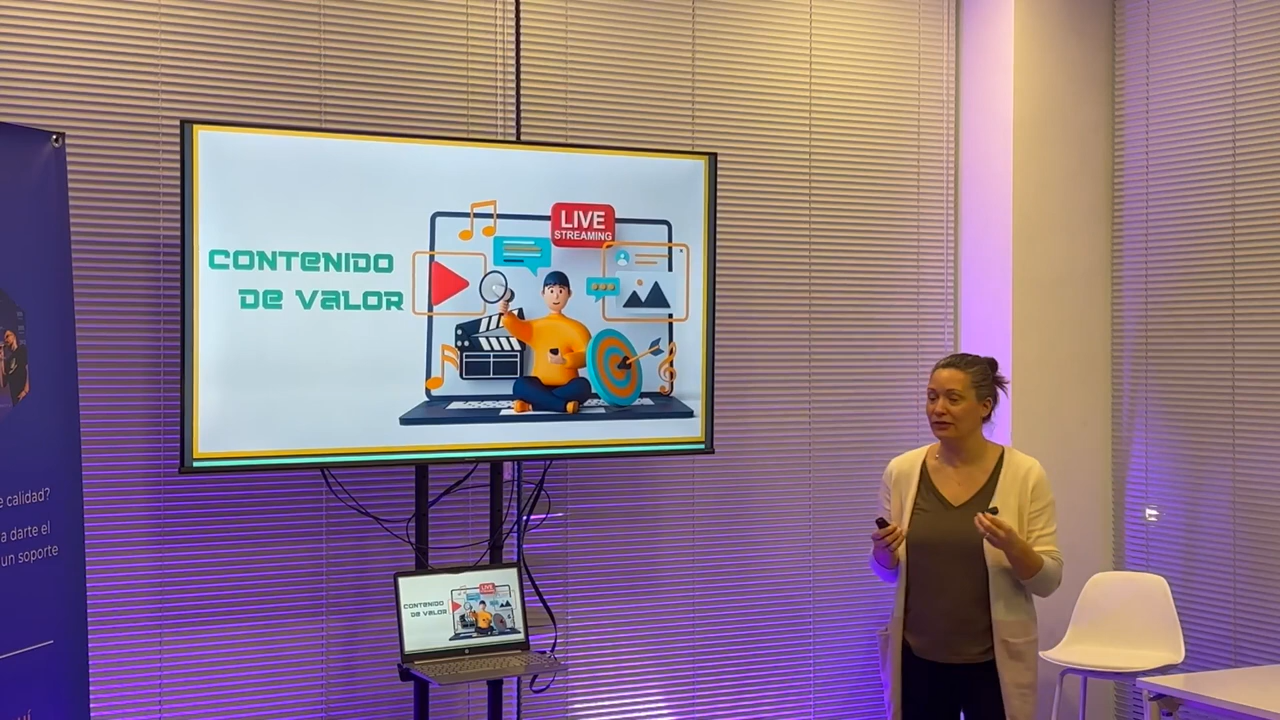 CONTENIDO
DE VALOR
LIVE
STREAMING
e calidad?
a darte el
un soporte
CONTENIDO
DE VALOR
LIVE